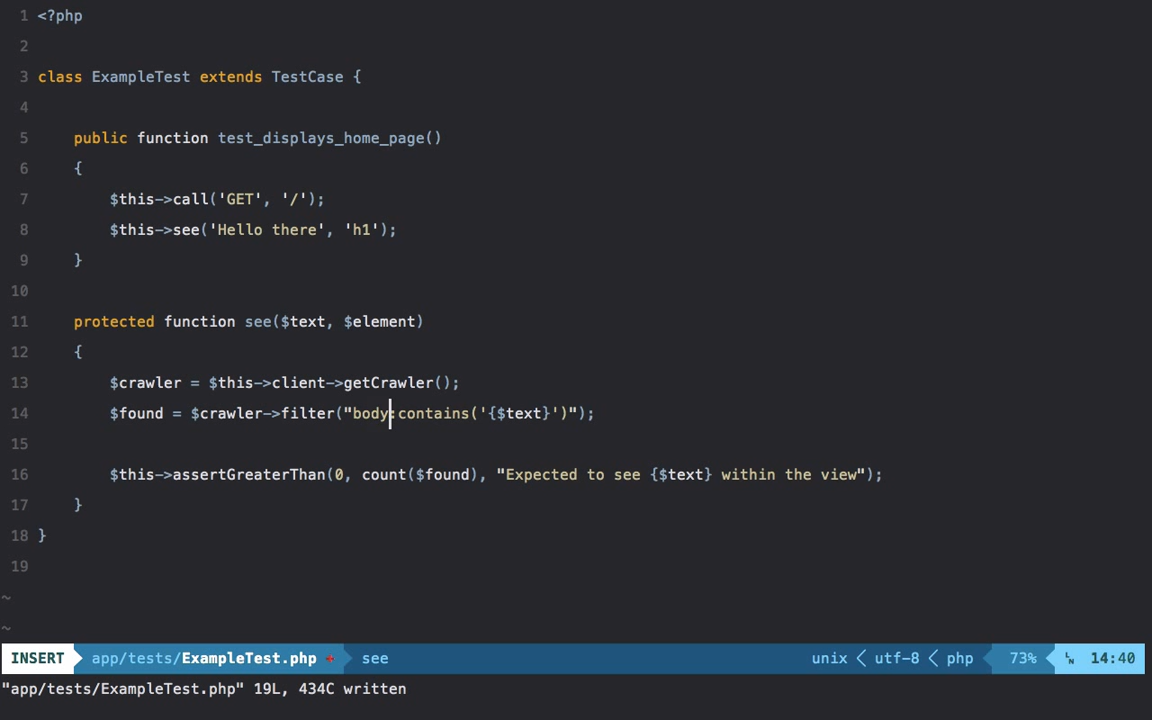 1 <?php
2
3 class ExampleTest extends TestCase {
4
5     public function test_displays_home_page()
6     {
7         $this->call('GET', '/');
8         $this->see('Hello there', 'h1');
9     }
10
11     protected function see($text, $element)
12     {
13         $crawler = $this->client->getCrawler();
14         $found = $crawler->filter("body:contains('{$text}')");
15
16         $this->assertGreaterThan(0, count($found), "Expected to see {$text} within the view");
17     }
18 }
19
~
~
INSERT app/tests/ExampleTest.php see unix utf-8 php 73% 14:40
"app/tests/ExampleTest.php" 19L, 434C written